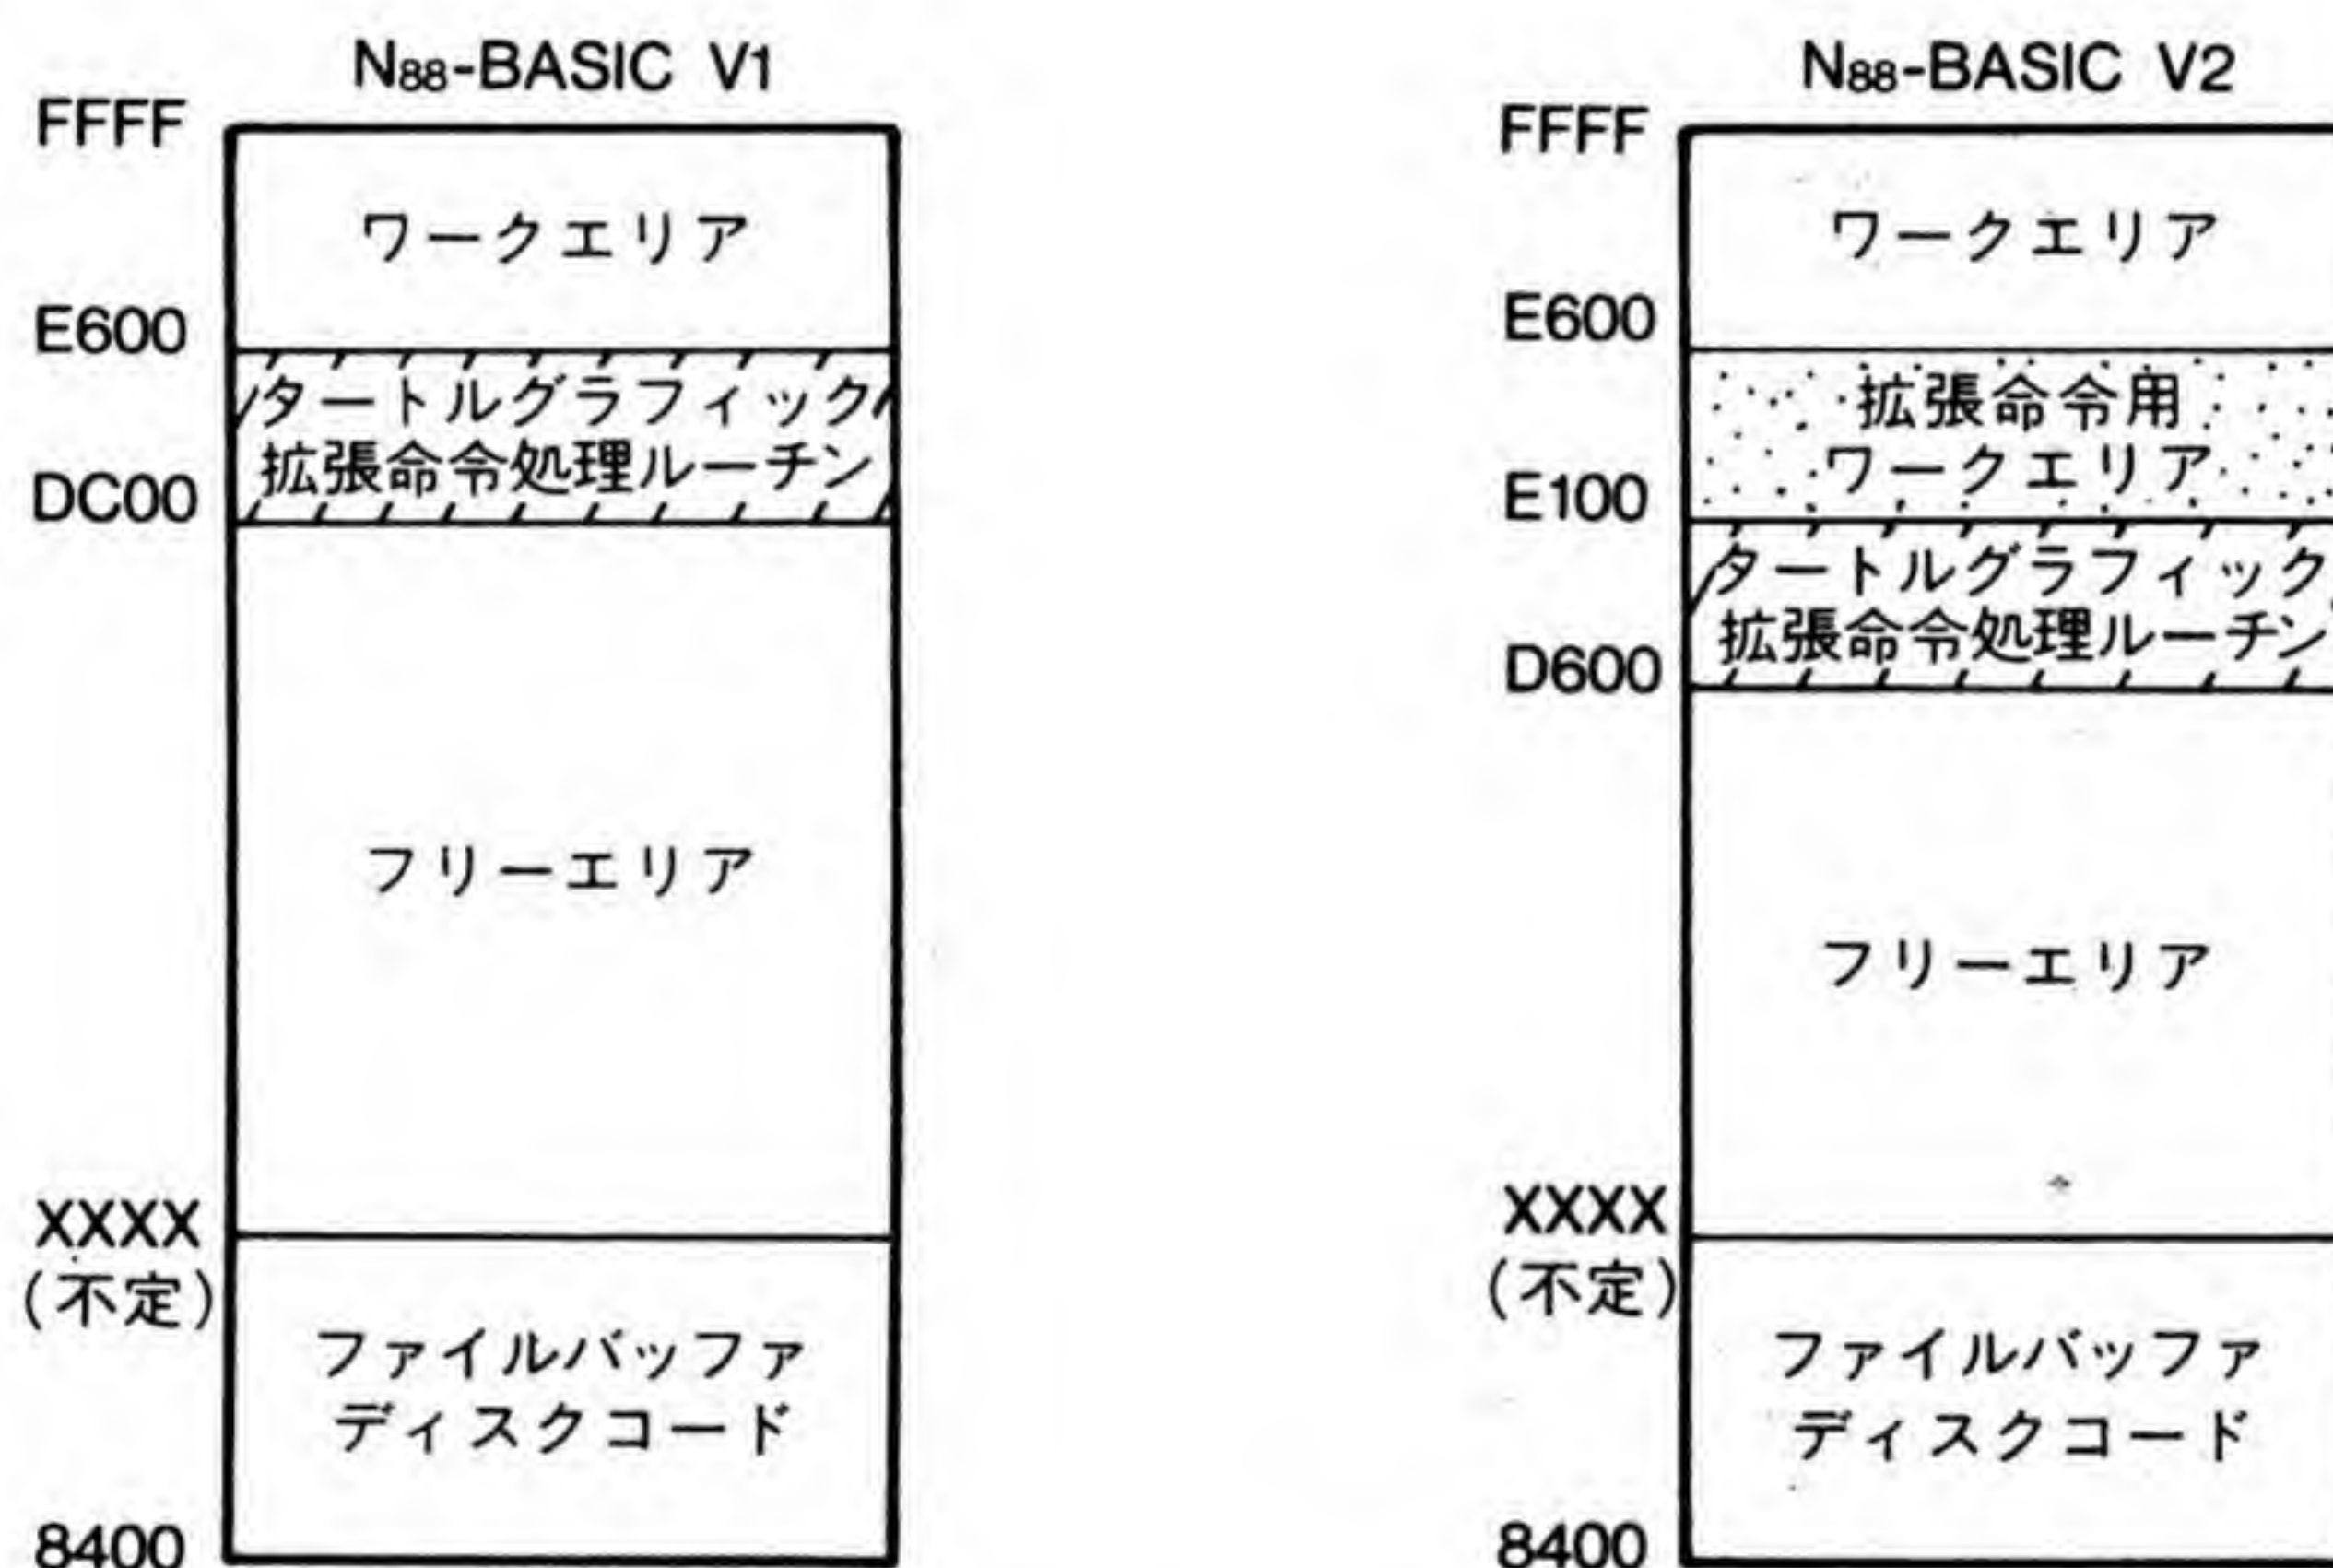 N88-BASIC V1
FFFF
ワークエリア
E600
タートルグラフィック
拡張命令処理ルーチン
DC00
フリーエリア
XXXX
(不定)
ファイルバッファ
ディスクコード
8400
N88-BASIC V2
FFFF
ワークエリア
E600
拡張命令用
ワークエリア
E100
タートルグラフィック
拡張命令処理ルーチン
D600
フリーエリア
XXXX
(不定)
ファイルバッファ
ディスクコード
8400